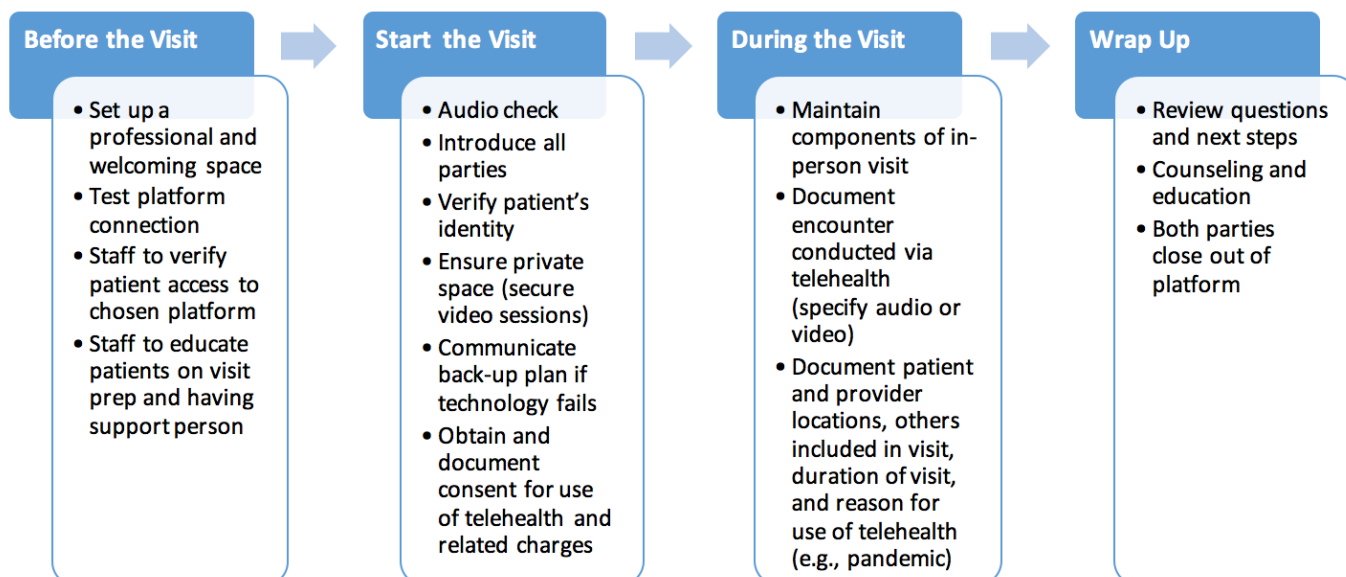 Before the Visit
• Set up a
professional and
welcoming space
• Test platform
connection
• Staff to verify
patient access to
chosen platform
• Staff to educate
patients on visit
prep and having
support person
Start the Visit
• Audio check
• Introduce all
parties
• Verify patient’s
identity
• Ensure private
space (secure
video sessions)
• Communicate
back-up plan if
technology fails
• Obtain and
document
consent for use
of telehealth and
related charges
During the Visit
• Maintain
components of in-
person visit
• Document
encounter
conducted via
telehealth
(specify audio or
video)
• Document patient
and provider
locations, others
included in visit,
duration of visit,
and reason for
use of telehealth
(e.g., pandemic)
Wrap Up
• Review questions
and next steps
• Counseling and
education
• Both parties
close out of
platform